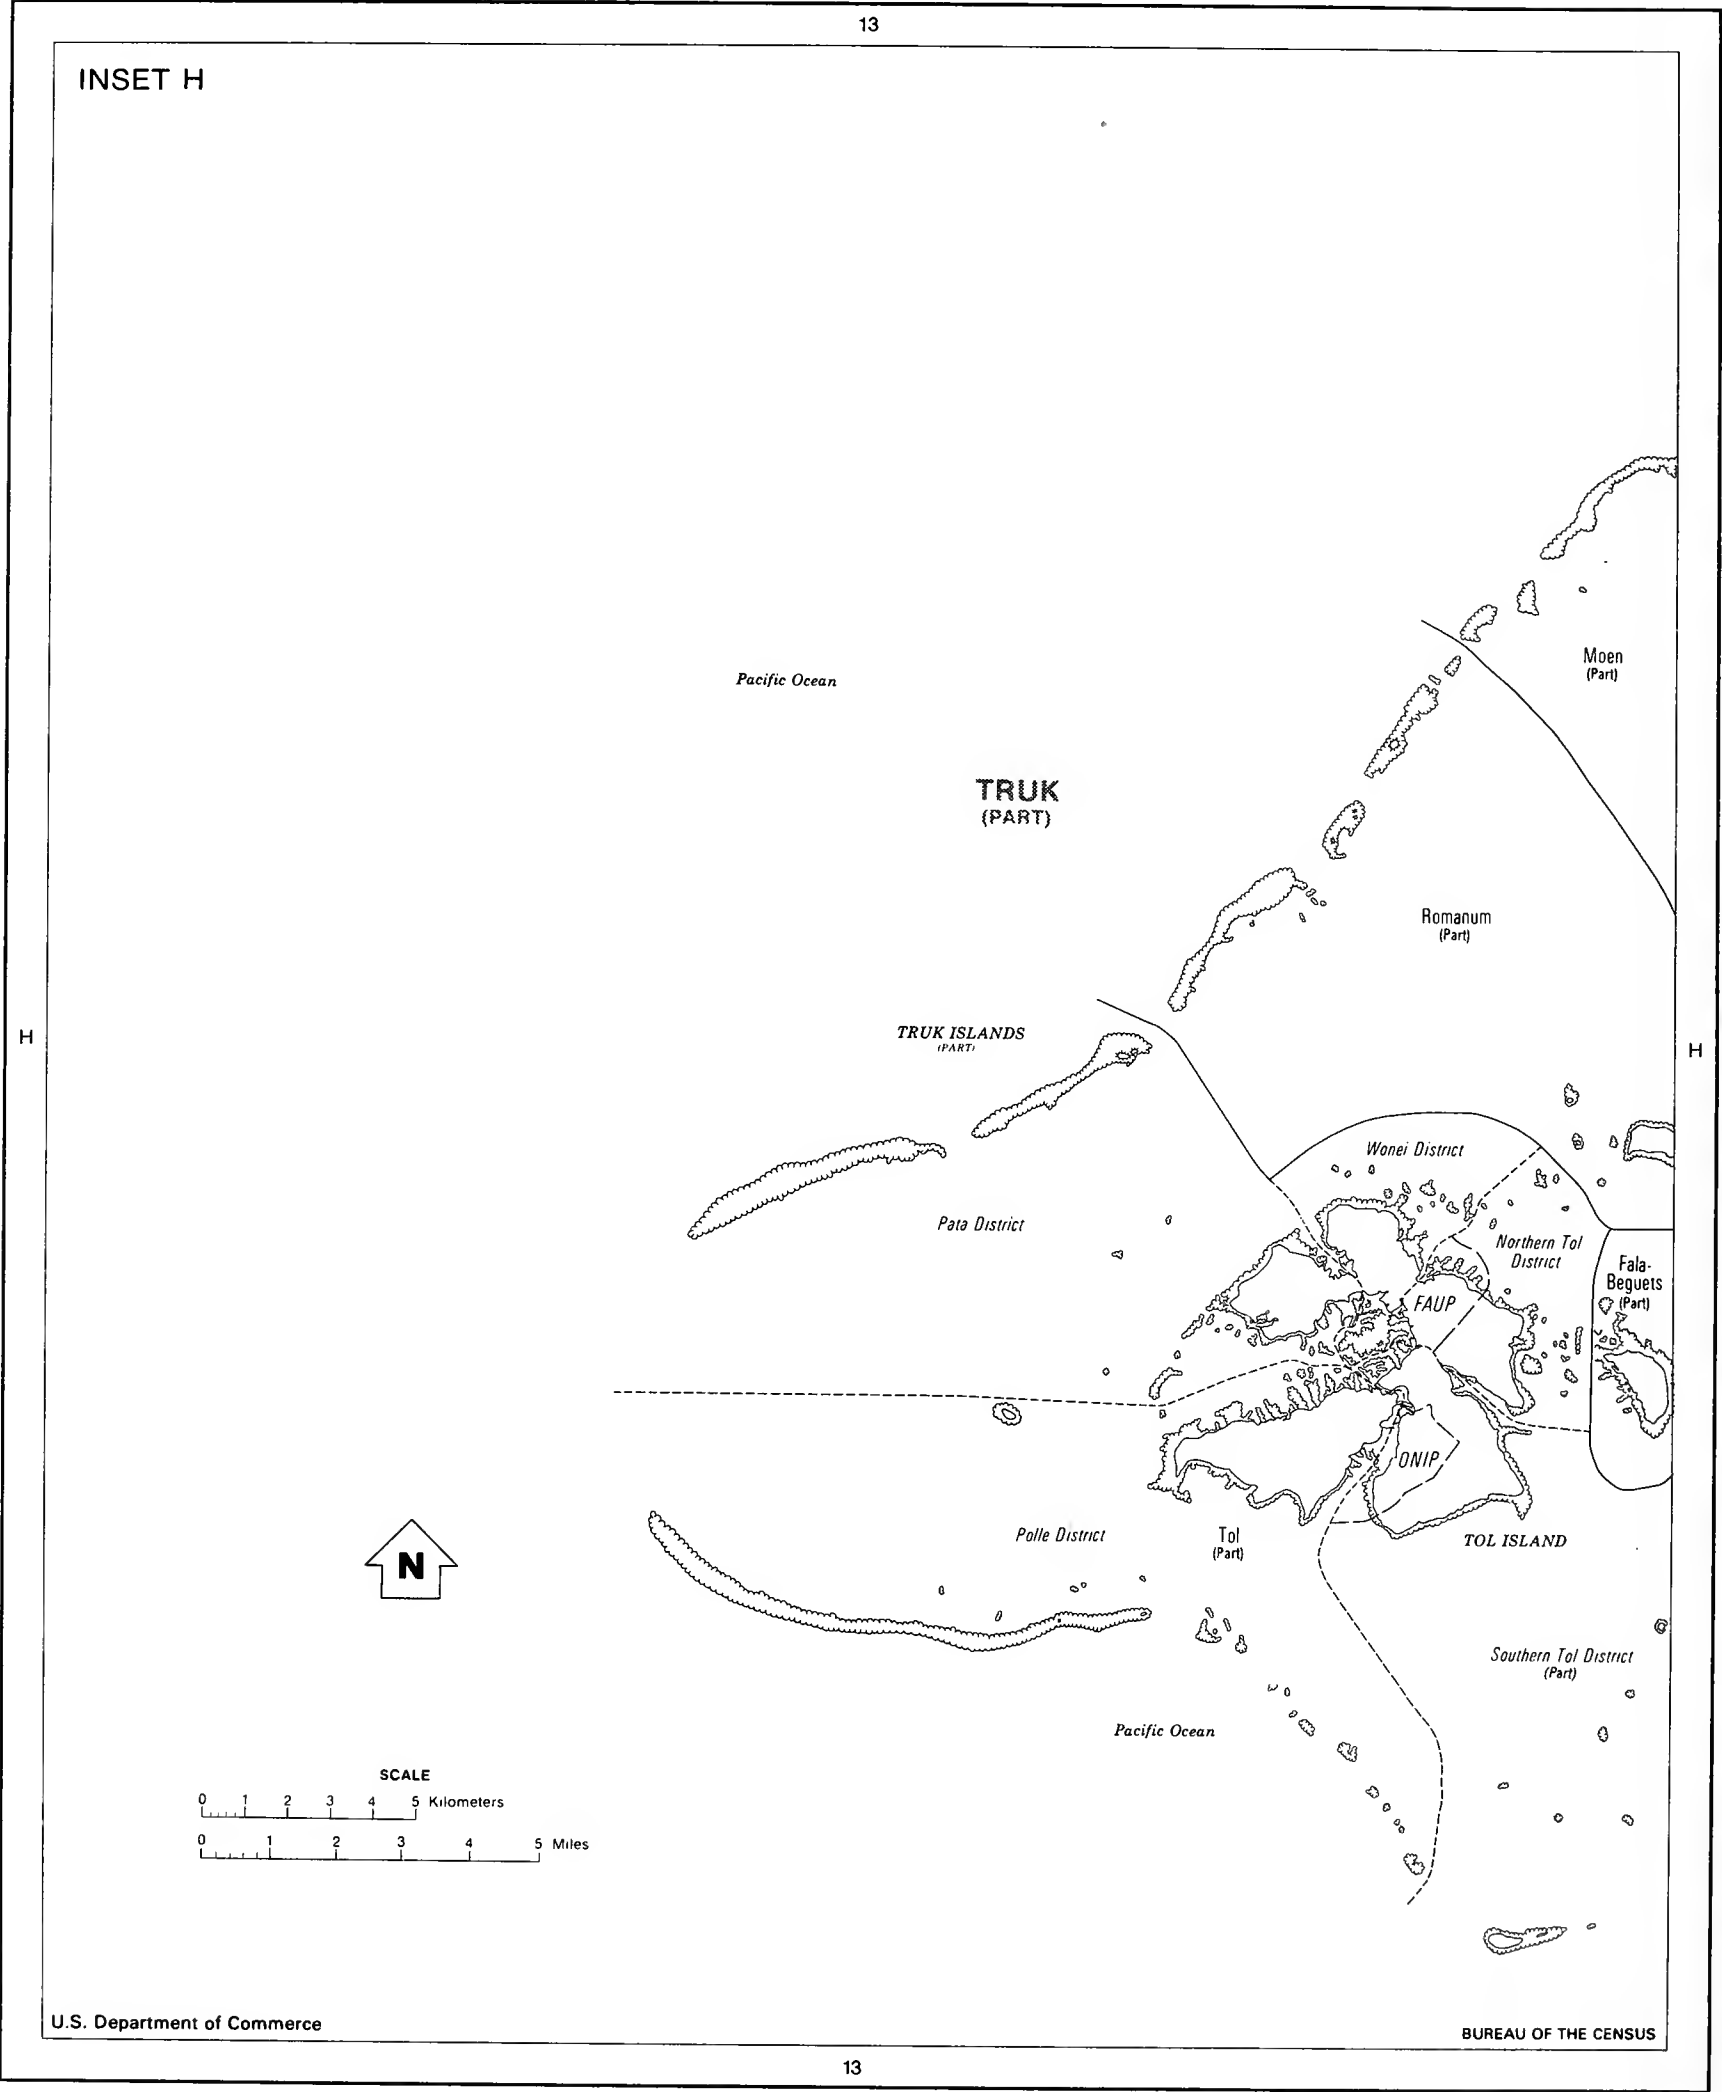 13
INSET H
Moen
(Part)
Pacific Ocean
TRUK
(PART)
Romanum
(Part)
TRUK ISLANDS
(PART)
H
H
Wonei District
Pata District
Northern Tol
District
Fala-
Beguets
(Part)
FAUP
ONIP
Polle District
Tol
(Part)
TOL ISLAND
N
Southern Tol District
(Part)
Pacific Ocean
SCALE
0 1 2 3 4 5 Kilometers
0 1 2 3 4 5 Miles
U.S. Department of Commerce
BUREAU OF THE CENSUS
13